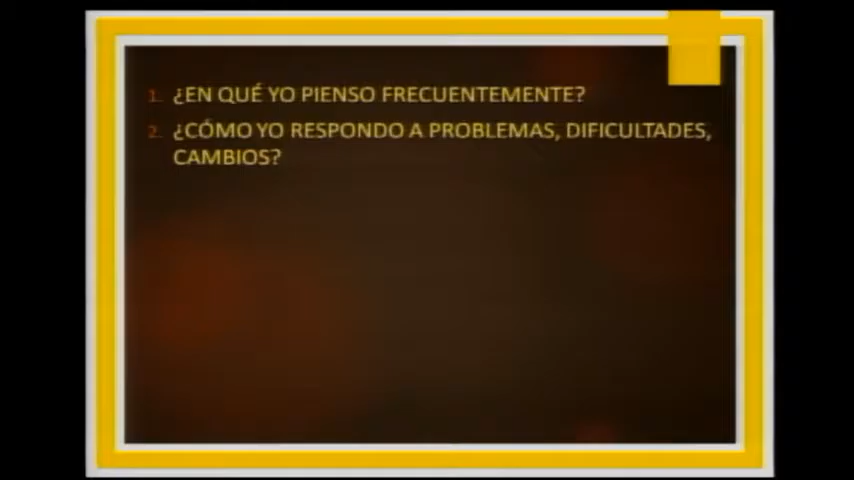 1. ¿EN QUÉ YO PIENSO FRECUENTEMENTE?
2. ¿CÓMO YO RESPONDO A PROBLEMAS, DIFICULTADES,
CAMBIOS?